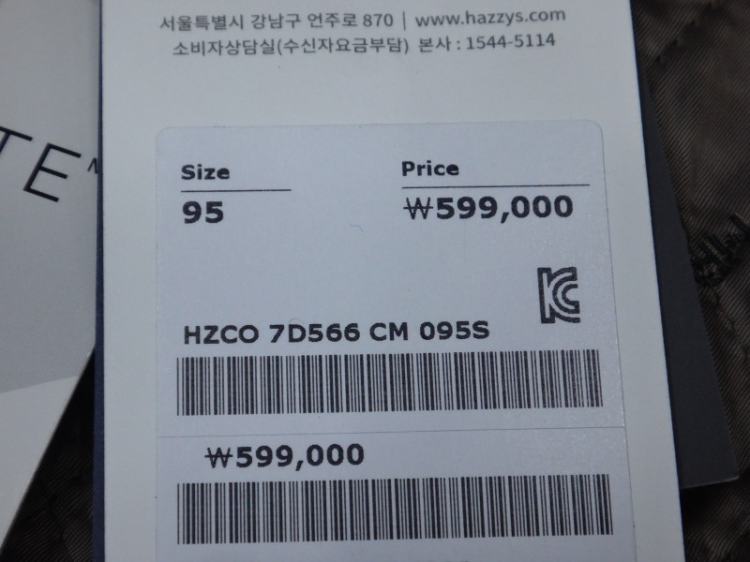 서울특별시 강남구 언주로 870 | www.hazzys.com
소비자상담실(수신자요금부담) 본사 : 1544-5114
TE
Size
Price
95
₩599,000
HZCO 7D566 CM 095S
₩599,000